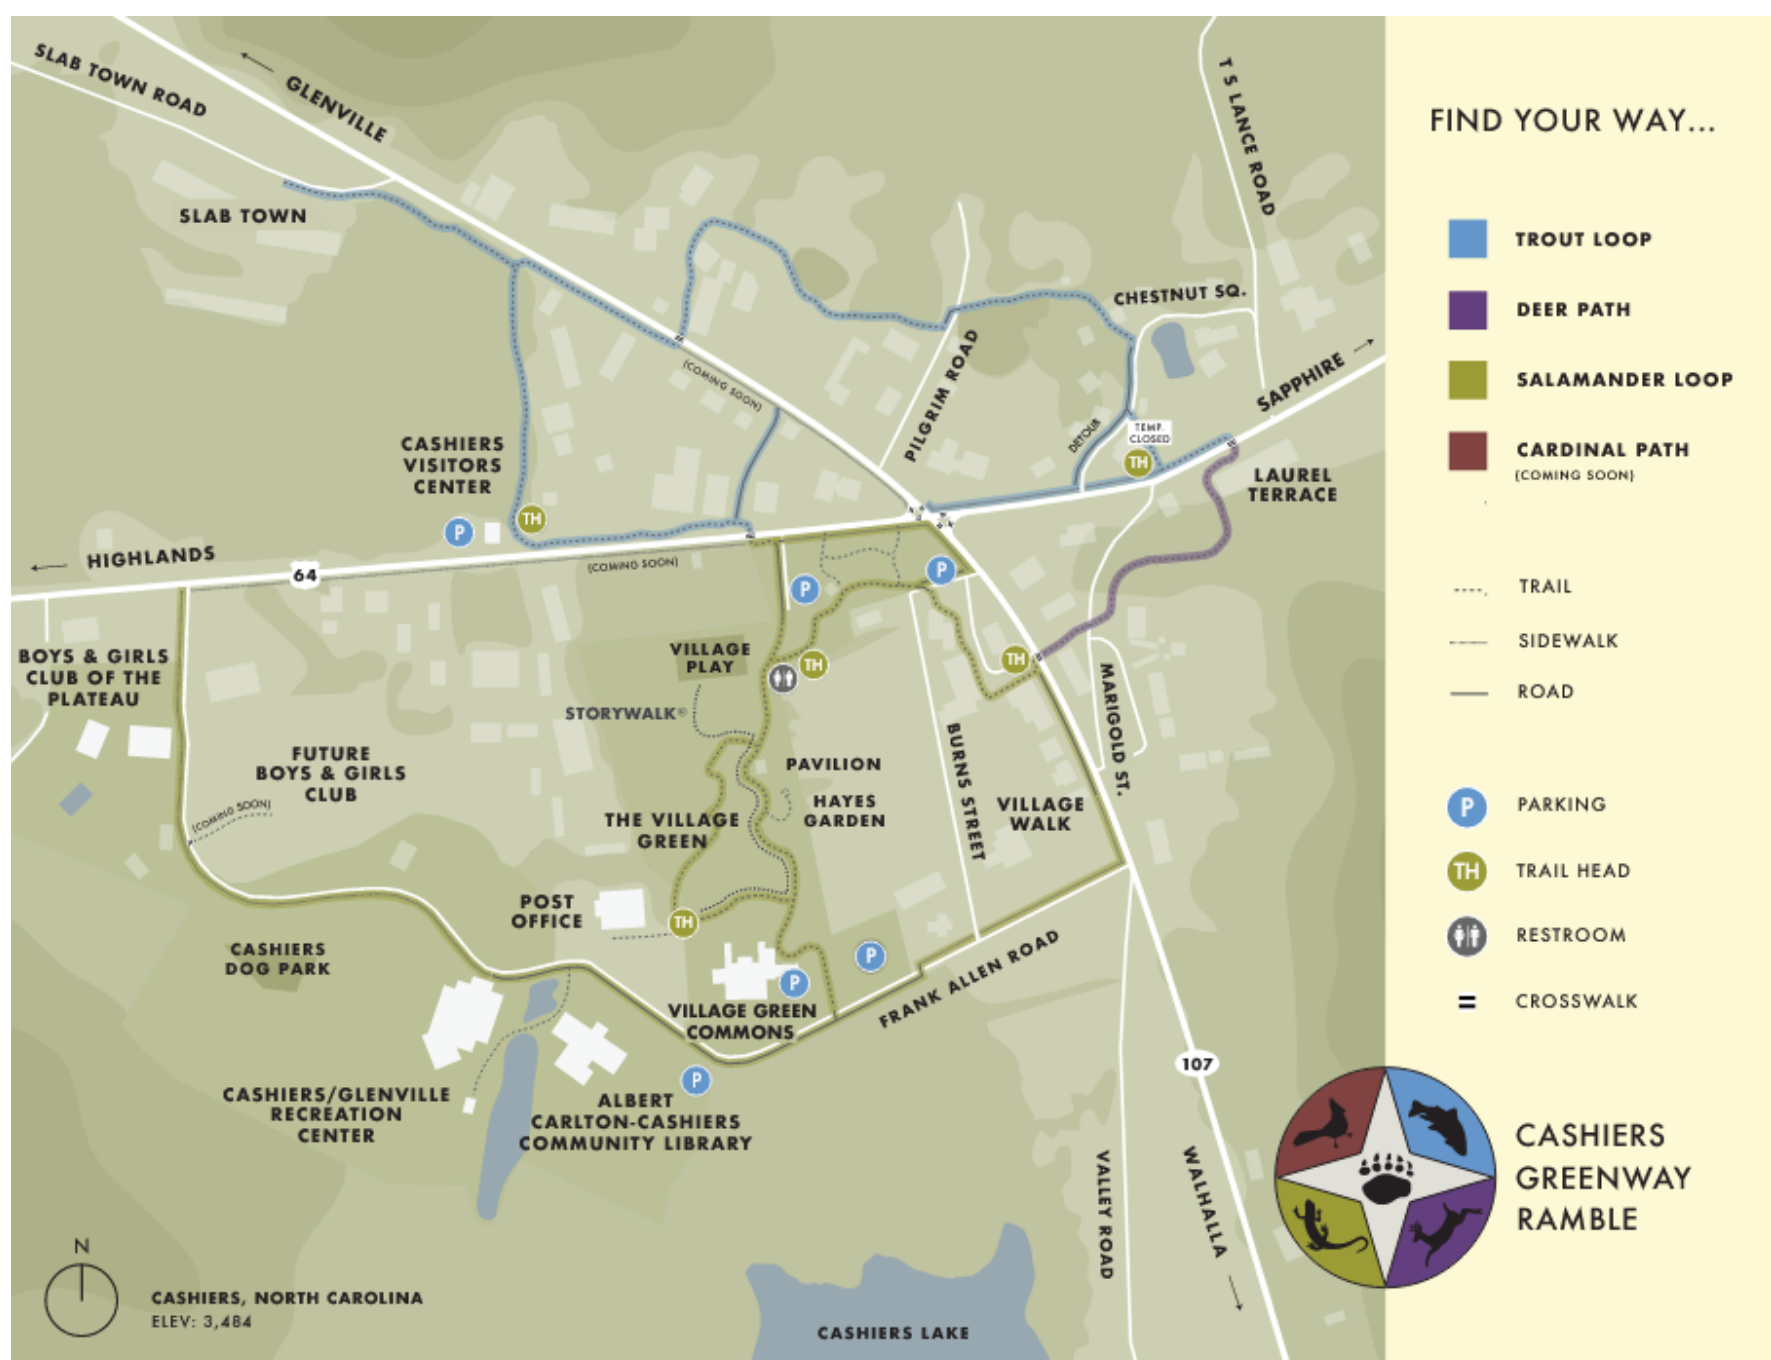 SLAB TOWN ROAD
GLENVILLE
T S LANCE ROAD
SLAB TOWN
CHESTNUT SQ.
SAPPHIRE
(COMING SOON)
PILGRIM ROAD
DETOUR
TEMP.
CLOSED
TH
LAUREL
TERRACE
CASHIERS
VISITORS
CENTER
P
TH
HIGHLANDS
64
(COMING SOON)
P
P
BOYS & GIRLS
CLUB OF THE
PLATEAU
VILLAGE
PLAY
TH
TH
STORYWALK®
MARIGOLD ST.
FUTURE
BOYS & GIRLS
CLUB
(COMING SOON)
PAVILION
HAYES
GARDEN
BURNS STREET
VILLAGE
WALK
THE VILLAGE
GREEN
POST
OFFICE
TH
CASHIERS
DOG PARK
P
P
VILLAGE GREEN
COMMONS
FRANK ALLEN ROAD
P
107
CASHIERS/GLENVILLE
RECREATION
CENTER
ALBERT
CARLTON-CASHIERS
COMMUNITY LIBRARY
VALLEY ROAD
WALHALLA
N
CASHIERS, NORTH CAROLINA
ELEV: 3,484
CASHIERS LAKE
FIND YOUR WAY...
TROUT LOOP
DEER PATH
SALAMANDER LOOP
CARDINAL PATH
(COMING SOON)
TRAIL
SIDEWALK
ROAD
P PARKING
TH TRAIL HEAD
RESTROOM
CROSSWALK
CASHIERS
GREENWAY
RAMBLE